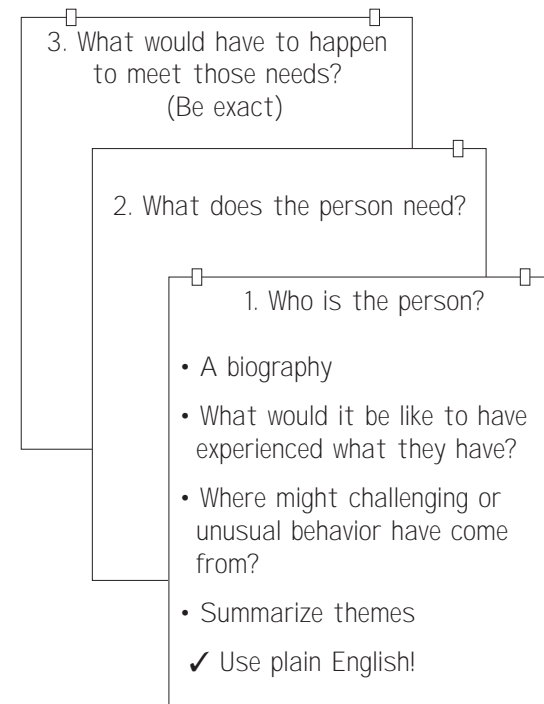 3. What would have to happen
to meet those needs?
(Be exact)
2. What does the person need?
1. Who is the person?
• A biography
• What would it be like to have
experienced what they have?
• Where might challenging or
unusual behavior have come
from?
• Summarize themes
✓ Use plain English!